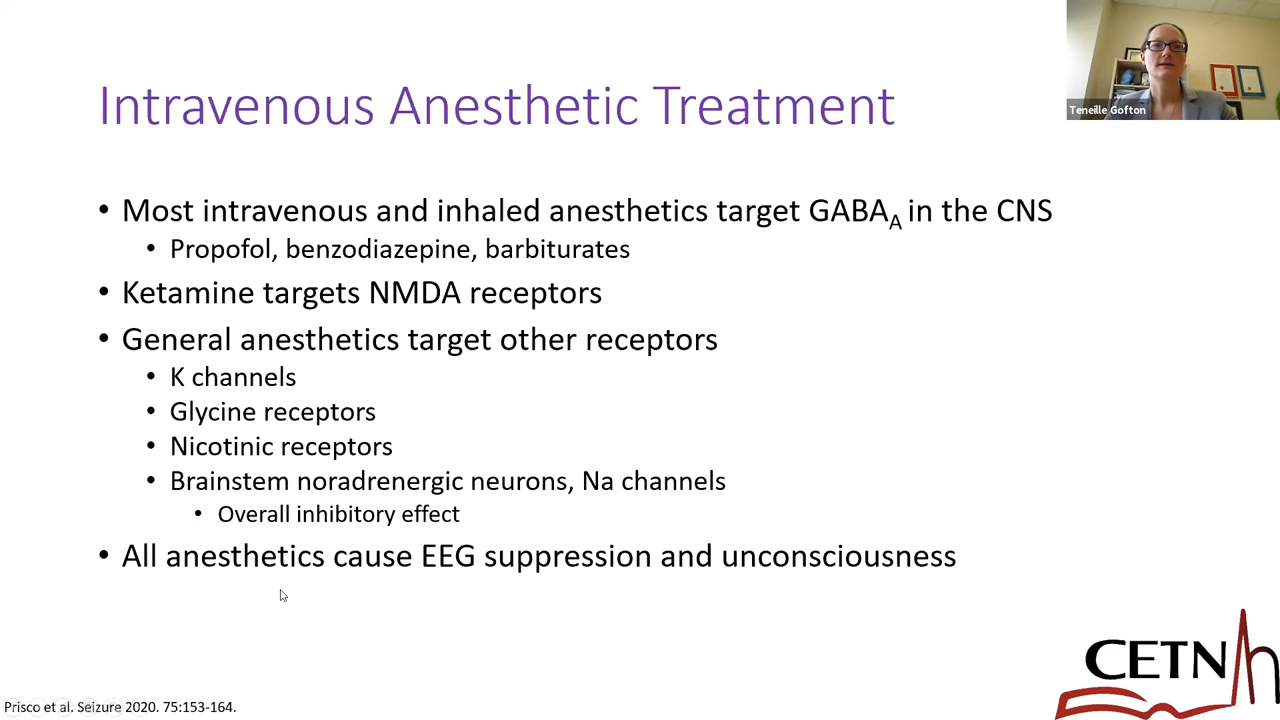 Intravenous Anesthetic Treatment
Teneille Gofton
• Most intravenous and inhaled anesthetics target GABAA in the CNS
• Propofol, benzodiazepine, barbiturates
• Ketamine targets NMDA receptors
• General anesthetics target other receptors
• K channels
• Glycine receptors
• Nicotinic receptors
• Brainstem noradrenergic neurons, Na channels
• Overall inhibitory effect
• All anesthetics cause EEG suppression and unconsciousness
CETN
Prisco et al. Seizure 2020. 75:153-164.